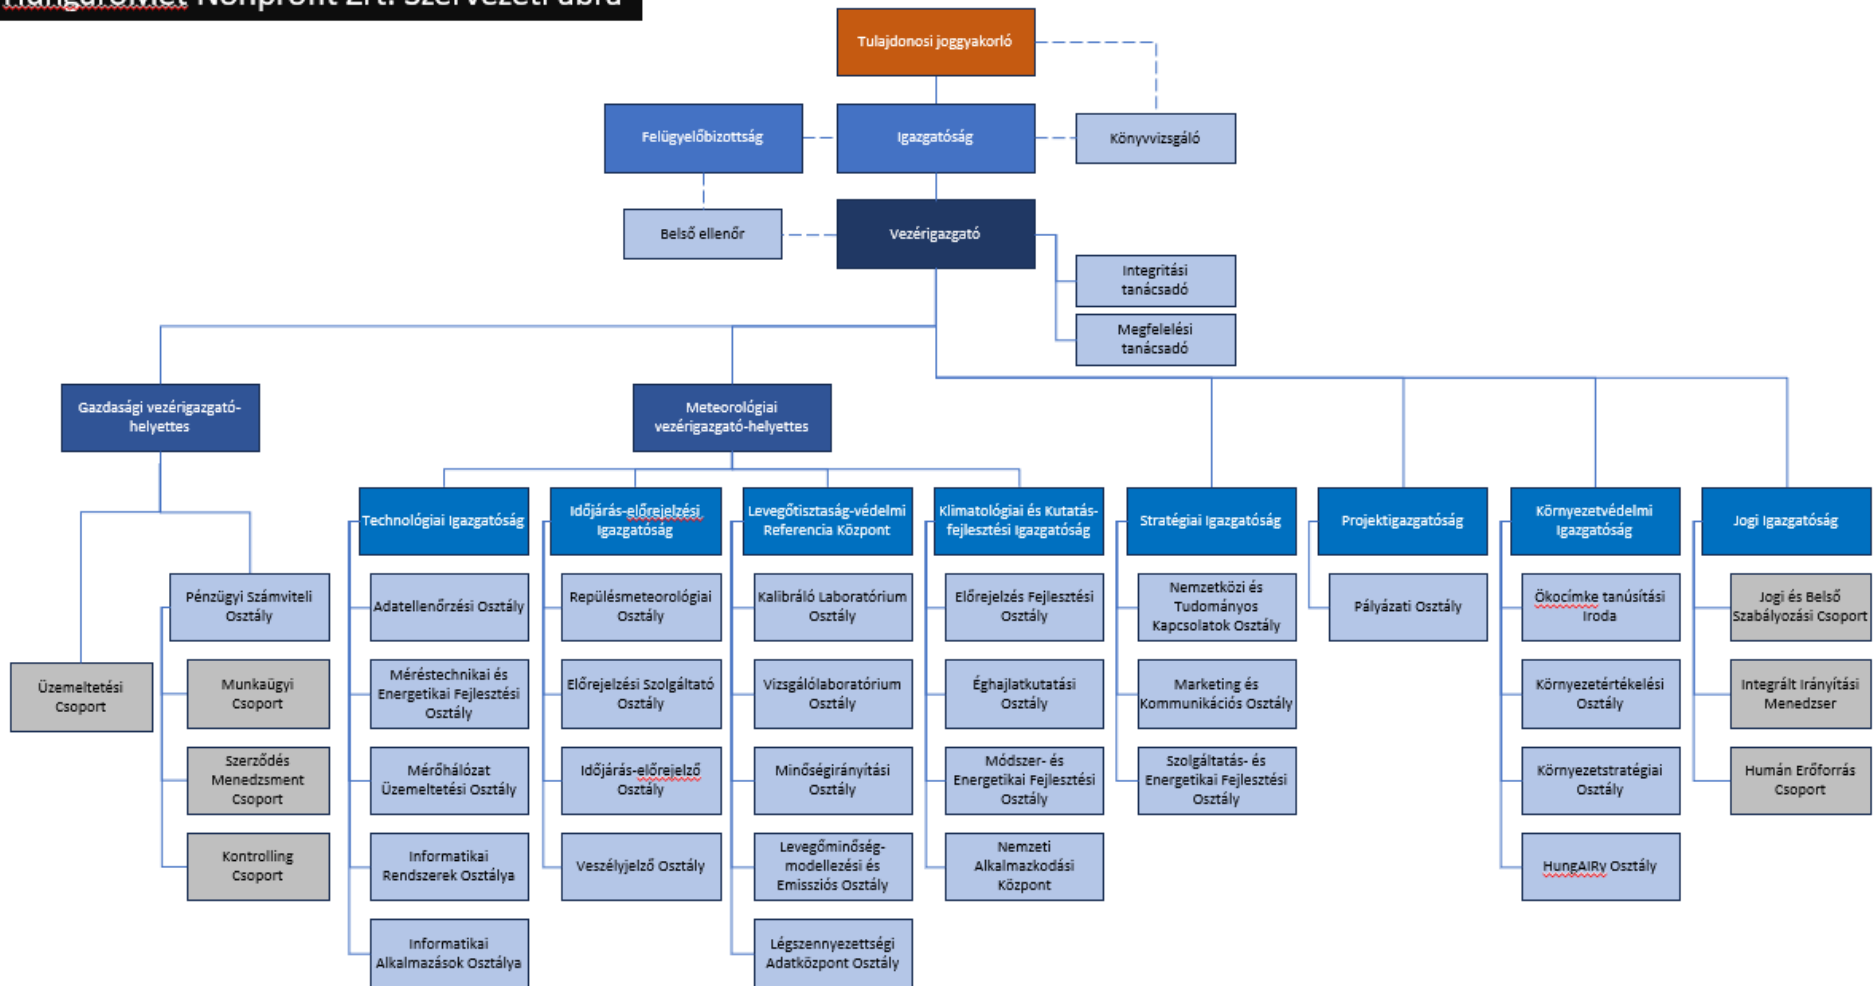 HungaroMet Nonprofit Zrt. Szervezeti ábra
Tulajdonosi joggyakorló
Felügyelőbizottság
Igazgatóság
Könyvvizsgáló
Belső ellenőr
Vezérigazgató
Integritási
tanácsadó
Megfelelési
tanácsadó
Gazdasági vezérigazgató-
helyettes
Meteorológiai
vezérigazgató-helyettes
Technológiai Igazgatóság
Időjárás-előrejelzési
Igazgatóság
Levegőtisztaság-védelmi
Referencia Központ
Klimatológiai és Kutatás-
fejlesztési Igazgatóság
Stratégiai Igazgatóság
Projektigazgatóság
Környezetvédelmi
Igazgatóság
Jogi Igazgatóság
Pénzügyi Számviteli
Osztály
Adatellenőrzési Osztály
Repülésmeteorológiai
Osztály
Kalibráló Laboratórium
Osztály
Előrejelzés Fejlesztési
Osztály
Nemzetközi és
Tudományos
Kapcsolatok Osztály
Pályázati Osztály
Ökocímke tanúsítási
Iroda
Jogi és Belső
Szabályozási Csoport
Üzemeltetési
Csoport
Munkaügyi
Csoport
Méréstechnikai és
Energetikai Fejlesztési
Osztály
Előrejelzési Szolgáltató
Osztály
Vizsgálólaboratórium
Osztály
Éghajlatkutatási
Osztály
Marketing és
Kommunikációs Osztály
Környezetértékelési
Osztály
Integrált Irányítási
Menedzser
Szerződés
Menedzsment
Csoport
Mérőhálózat
Üzemeltetési Osztály
Időjárás-előrejelző
Osztály
Minőségirányítási
Osztály
Módszer- és
Energetikai Fejlesztési
Osztály
Szolgáltatás- és
Energetikai Fejlesztési
Osztály
Környezetstratégiai
Osztály
Humán Erőforrás
Csoport
Kontrolling
Csoport
Informatikai
Rendszerek Osztálya
Veszélyjelző Osztály
Levegőminőség-
modellezési és
Emissziós Osztály
Nemzeti
Alkalmazkodási
Központ
HungAIRy Osztály
Informatikai
Alkalmazások Osztálya
Légszennyezettségi
Adatközpont Osztály